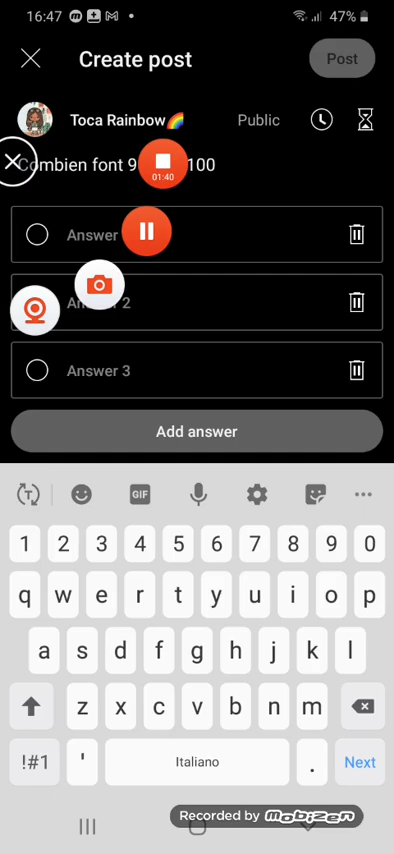 16:47 47%
Create post Post
Toca Rainbow🌈 Public
Combien font 9 100
01:40
Answer
2
Answer 3
Add answer
GIF
1 2 3 4 5 6 7 8 9 0
q w e r t y u i o p
a s d f g h j k l
z x c v b n m
!#1 ' Italiano . Next
Recorded by MOBIZEN